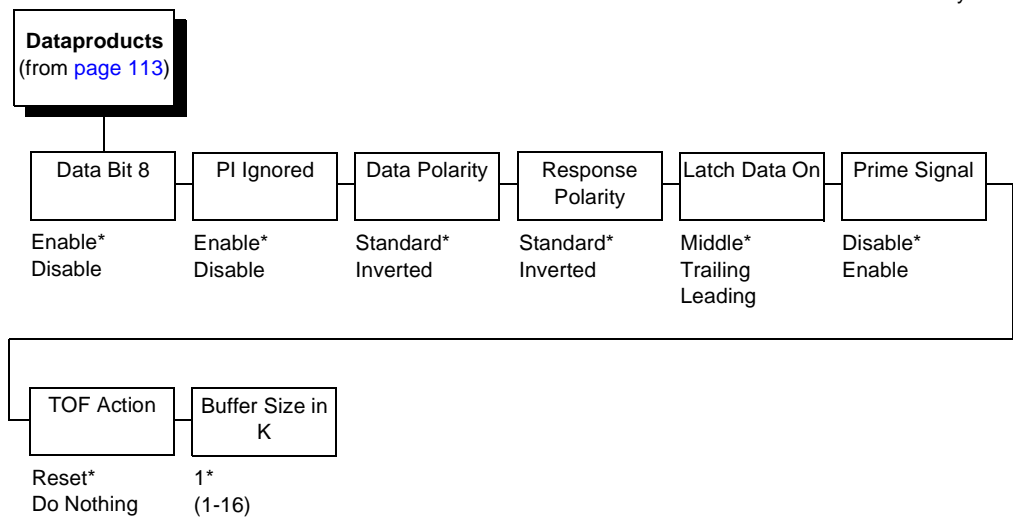 Dataproducts
(from page 113)
Data Bit 8
Enable*
Disable
PI Ignored
Enable*
Disable
Data Polarity
Standard*
Inverted
Response
Polarity
Standard*
Inverted
Latch Data On
Middle*
Trailing
Leading
Prime Signal
Disable*
Enable
TOF Action
Reset*
Do Nothing
Buffer Size in
K
1*
(1-16)